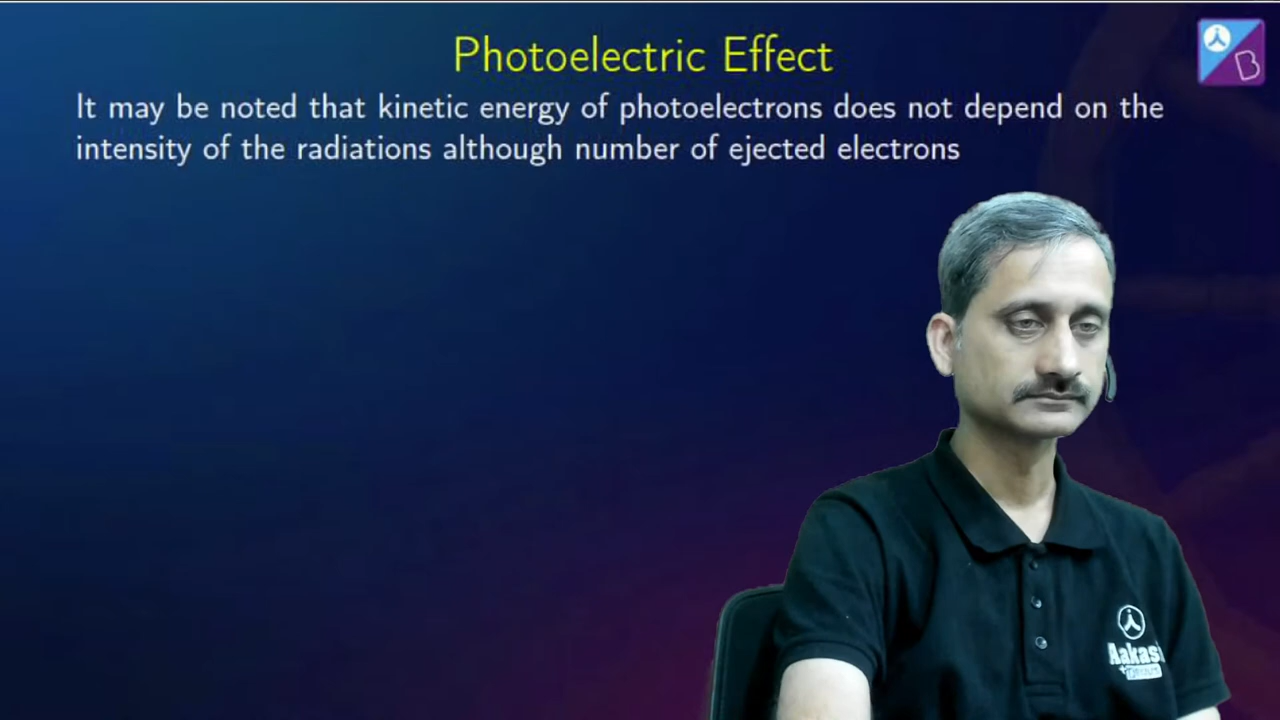 Photoelectric Effect
It may be noted that kinetic energy of photoelectrons does not depend on the
intensity of the radiations although number of ejected electrons
Aakas